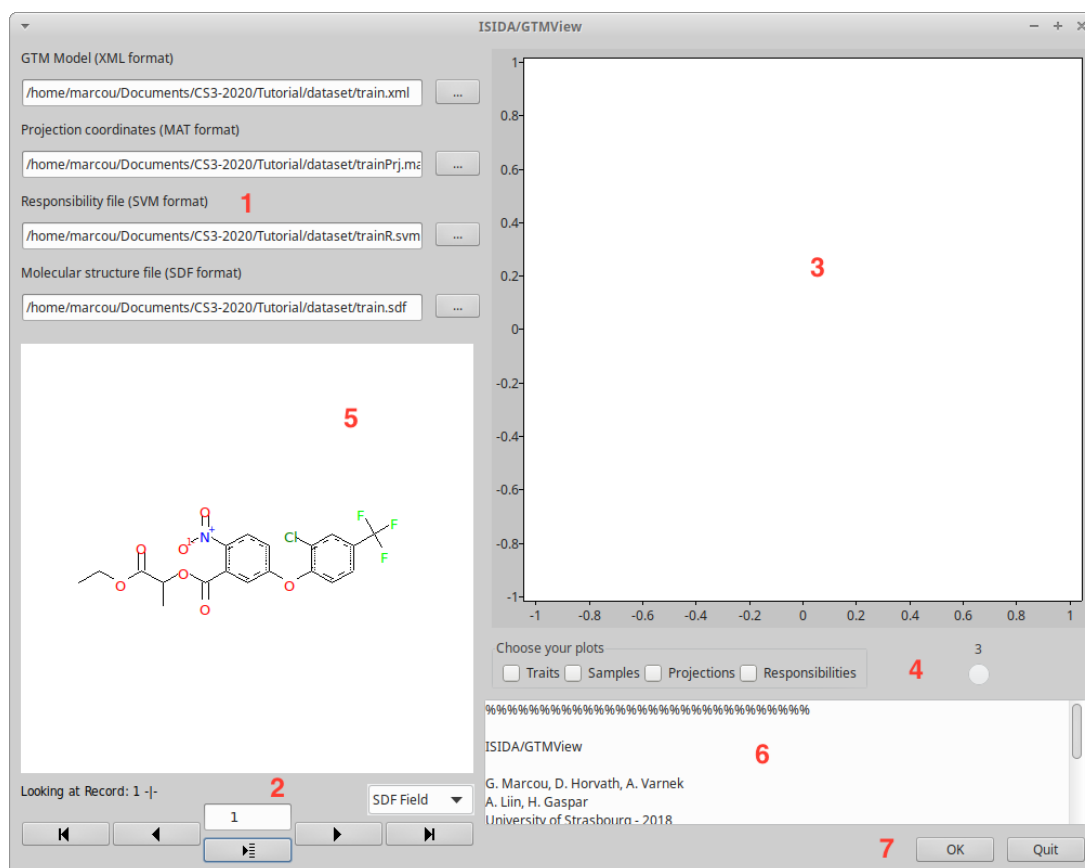 ISIDA/GTMView
GTM Model (XML format)
/home/marcou/Documents/CS3-2020/Tutorial/dataset/train.xml
...
Projection coordinates (MAT format)
/home/marcou/Documents/CS3-2020/Tutorial/dataset/trainPrj.ma
...
Responsibility file (SVM format)
1
/home/marcou/Documents/CS3-2020/Tutorial/dataset/trainR.svm
...
Molecular structure file (SDF format)
/home/marcou/Documents/CS3-2020/Tutorial/dataset/train.sdf
...
5
O
O
O
O-1
N+
O
O
Cl
O
F
F
F
Looking at Record: 1 -|-
2
1
SDF Field
1
0.8
0.6
0.4
0.2
0
-0.2
-0.4
-0.6
-0.8
-1
3
-1 -0.8 -0.6 -0.4 -0.2 0 0.2 0.4 0.6 0.8 1
Choose your plots
Traits Samples Projections Responsibilities
4
3
%%%%%%%%%%%%%%%%%%%%%%%%%%%%%%
ISIDA/GTMView
6
G. Marcou, D. Horvath, A. Varnek
A. Liin, H. Gaspar
University of Strasbourg - 2018
7
OK
Quit